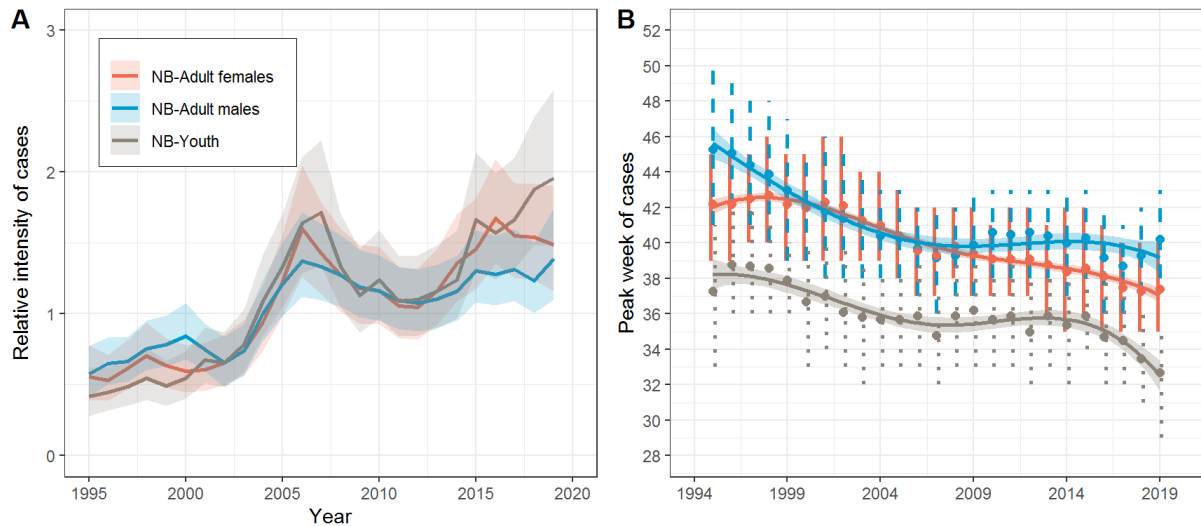 A
Relative intensity of cases
3
2
1
0
NB-Adult females
NB-Adult males
NB-Youth
1995 2000 2005 2010 2015 2020
Year
B
Peak week of cases
52
50
48
46
44
42
40
38
36
34
32
30
28
1994 1999 2004 2009 2014 2019